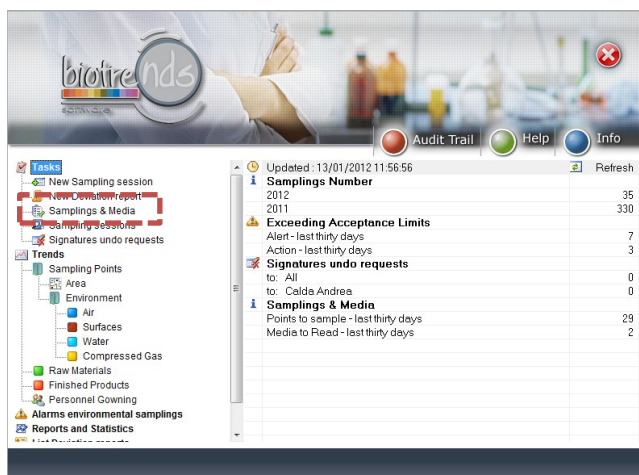 biotrends
software
Audit Trail
Help
Info
Tasks
New Sampling session
New Deviation report
Samplings & Media
Sampling sessions
Signatures undo requests
Trends
Sampling Points
Area
Environment
Air
Surfaces
Water
Compressed Gas
Raw Materials
Finished Products
Personnel Gowning
Alarms environmental samplings
Reports and Statistics
List Deviation reports
Updated : 13/01/2012 11:56:56 Refresh
Samplings Number
2012 35
2011 330
Exceeding Acceptance Limits
Alert - last thirty days 7
Action - last thirty days 3
Signatures undo requests
to: All 0
to: Calda Andrea 0
Samplings & Media
Points to sample - last thirty days 29
Media to Read - last thirty days 2